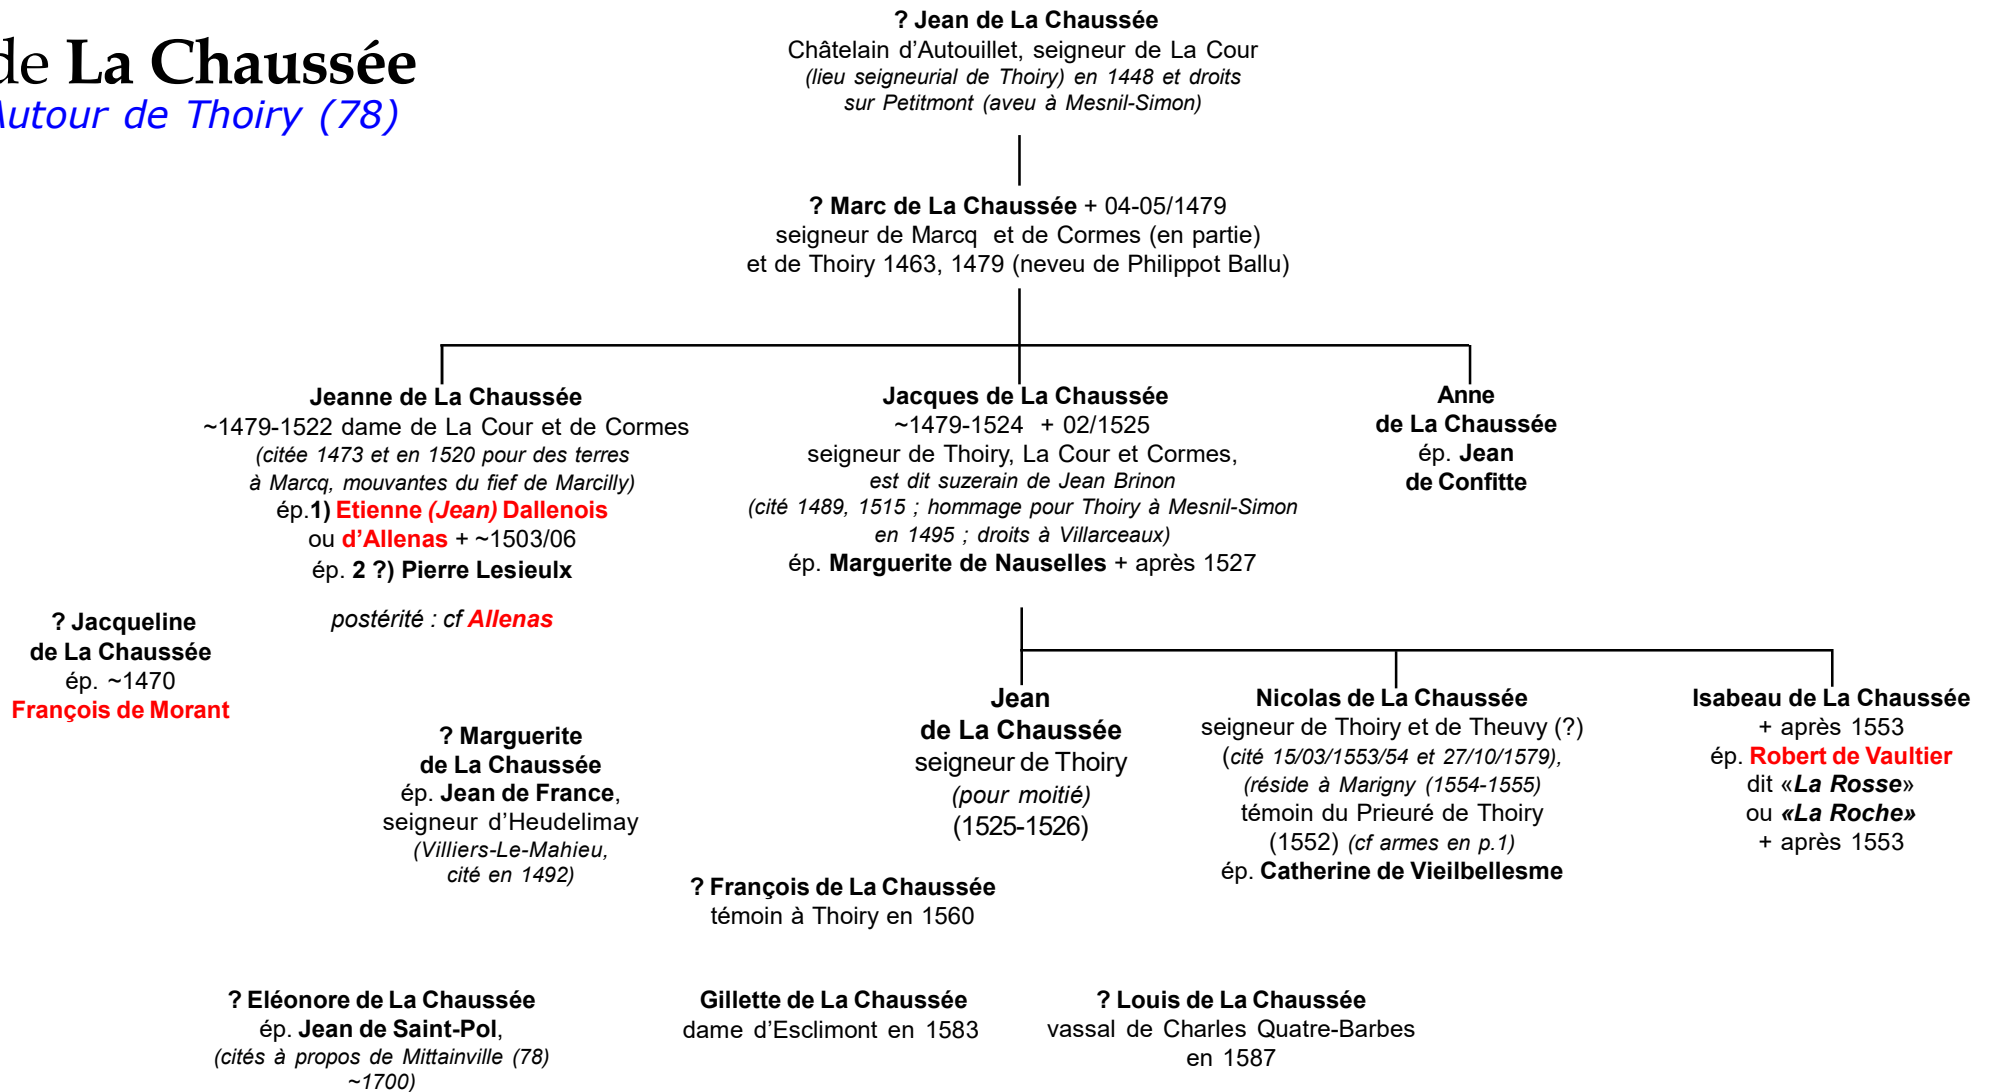 de La Chaussée
Autour de Thoiry (78)
? Jean de La Chaussée
Châtelain d'Autouillet, seigneur de La Cour
(lieu seigneurial de Thoiry) en 1448 et droits
sur Petitmont (aveu à Mesnil-Simon)
? Marc de La Chaussée + 04-05/1479
seigneur de Marcq et de Cormes (en partie)
et de Thoiry 1463, 1479 (neveu de Philippot Ballu)
Jeanne de La Chaussée
~1479-1522 dame de La Cour et de Cormes
(citée 1473 et en 1520 pour des terres
à Marcq, mouvantes du fief de Marcilly)
ép.1) Etienne (Jean) Dallenois
ou d'Allenas + ~1503/06
ép. 2 ?) Pierre Lesieulx
postérité : cf Allenas
Jacques de La Chaussée
~1479-1524 + 02/1525
seigneur de Thoiry, La Cour et Cormes,
est dit suzerain de Jean Brinon
(cité 1489, 1515 ; hommage pour Thoiry à Mesnil-Simon
en 1495 ; droits à Villarceaux)
ép. Marguerite de Nauselles + après 1527
Anne
de La Chaussée
ép. Jean
de Confitte
? Jacqueline
de La Chaussée
ép. ~1470
François de Morant
? Marguerite
de La Chaussée
ép. Jean de France,
seigneur d'Heudelimay
(Villiers-Le-Mahieu,
cité en 1492)
Jean
de La Chaussée
seigneur de Thoiry
(pour moitié)
(1525-1526)
Nicolas de La Chaussée
seigneur de Thoiry et de Theuvy (?)
(cité 15/03/1553/54 et 27/10/1579),
(réside à Marigny (1554-1555)
témoin du Prieuré de Thoiry
(1552) (cf armes en p.1)
ép. Catherine de Vieilbellesme
Isabeau de La Chaussée
+ après 1553
ép. Robert de Vaultier
dit «La Rosse»
ou «La Roche»
+ après 1553
? François de La Chaussée
témoin à Thoiry en 1560
? Eléonore de La Chaussée
ép. Jean de Saint-Pol,
(cités à propos de Mittainville (78)
~1700)
Gillette de La Chaussée
dame d'Esclimont en 1583
? Louis de La Chaussée
vassal de Charles Quatre-Barbes
en 1587